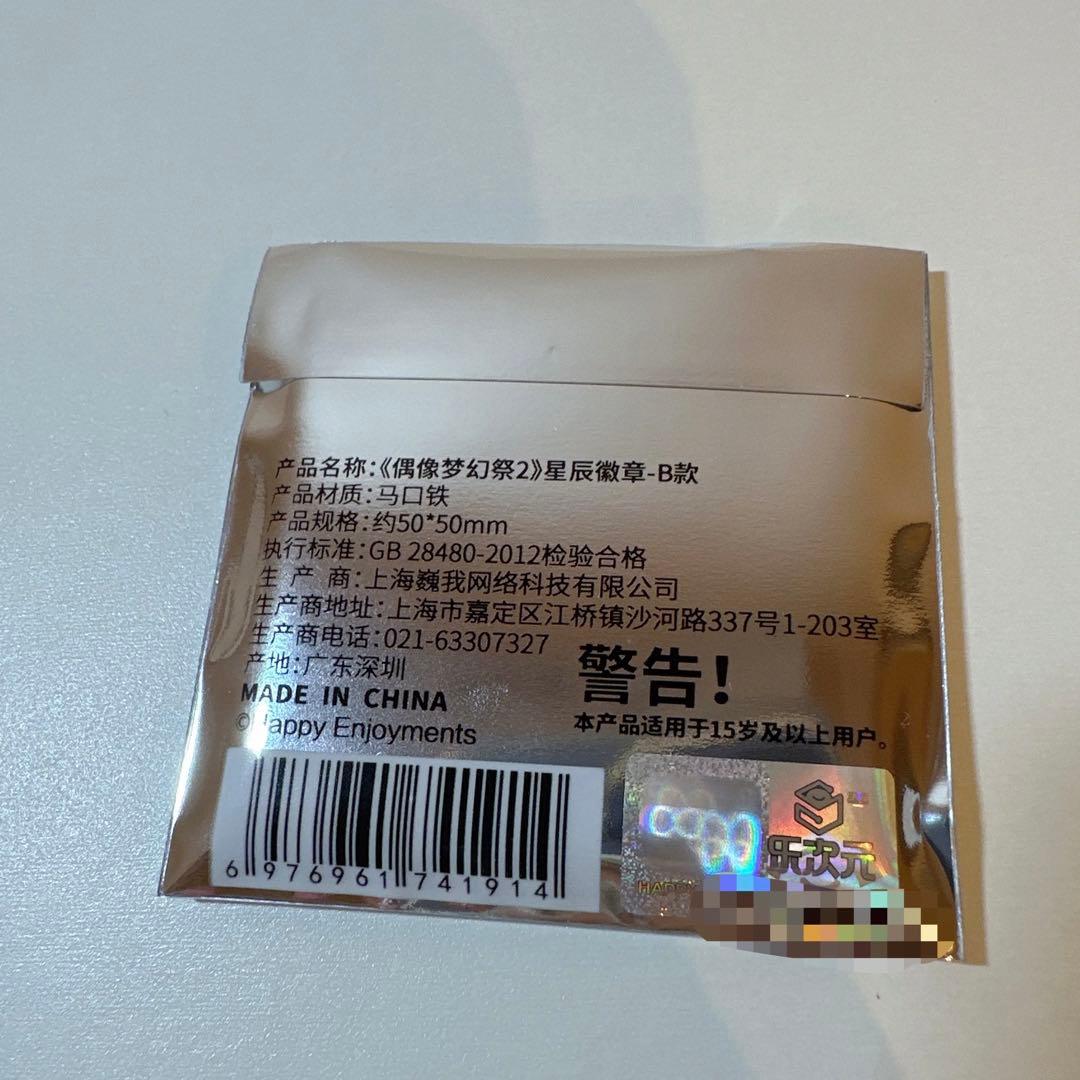 产品名称：《偶像梦幻祭2》星辰徽章-B款
产品材质：马口铁
产品规格：约50*50mm
执行标准：GB 28480-2012检验合格
生 产 商：上海巍我网络科技有限公司
生产商地址：上海市嘉定区江桥镇沙河路337号1-203室
生产商电话：021-63307327
产地：广东深圳
MADE IN CHINA
©Happy Enjoyments
警告！
本产品适用于15岁及以上用户。
6 976961 741914
乐次元
HAPPY